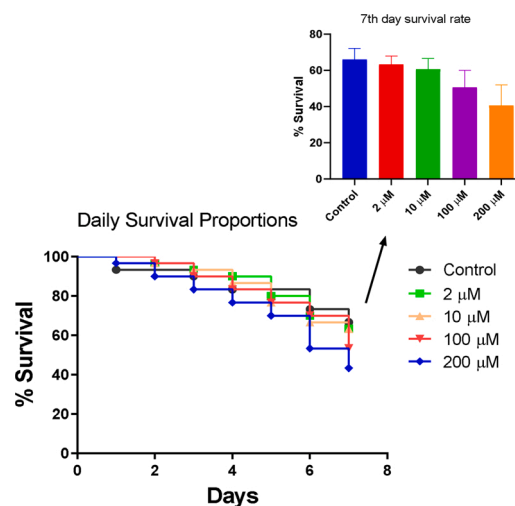 7th day survival rate
% Survival
80
60
40
20
0
Control
2 μM
10 μM
100 μM
200 μM
Daily Survival Proportions
% Survival
100
80
60
40
20
0
0
2
4
6
8
Days
Control
2 μM
10 μM
100 μM
200 μM